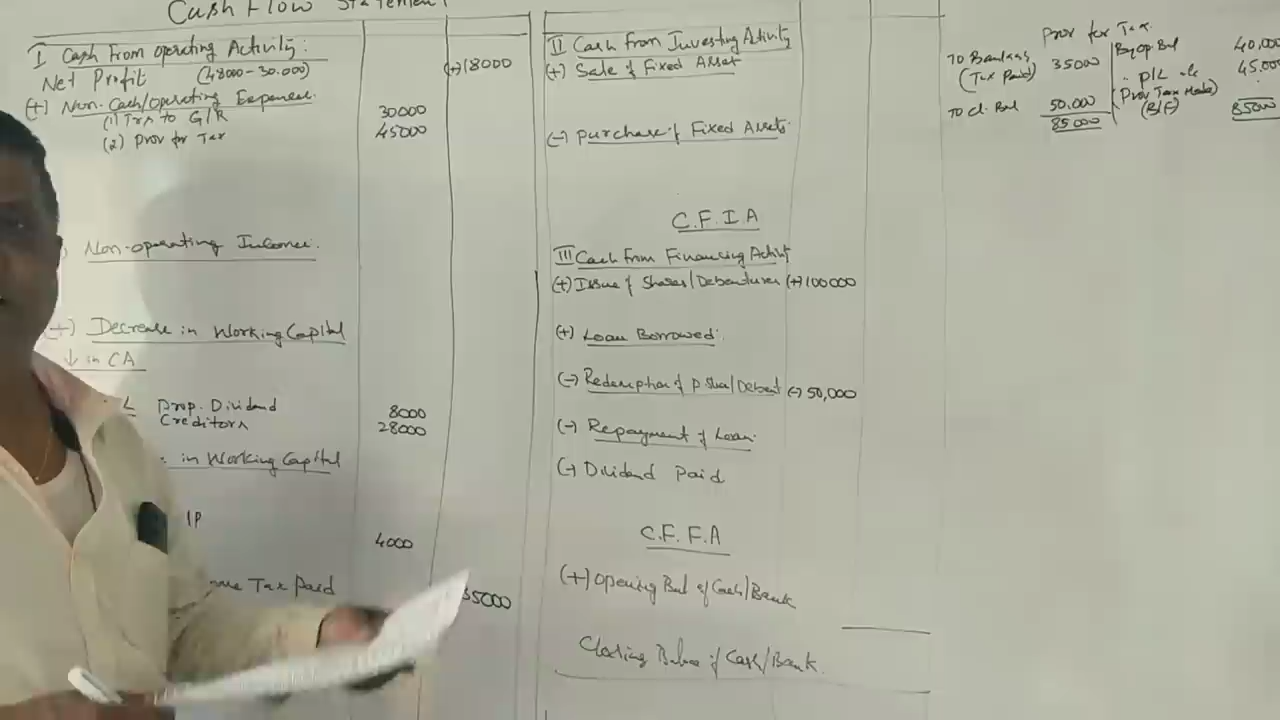 Cash Flow Statement
I Cash From operating Activity:
Net Profit (48000-30.000) (+)18000
(+) Non-Cash/operating Expenses
(1) Trs to G/R 30000
(2) Prov for Tax 45000
Non-operating Income.
(+) Decrease in Working Capital
↓ in CA
L Prop. Dividend 8000
Creditors 28000
in Working Capital
IP
4000
Tax Paid 35000
II Cash From Investing Activity
(+) Sale of Fixed Asset
(-) Purchase of Fixed Assets
C.F.I.A
III Cash From Financing Activity
(+) Issue of Shares/Debentures (+)100000
(+) Loan Borrowed:
(-) Redemption of P.Sha/Debent (-)50,000
(-) Repayment of Loan:
(-) Dividend Paid
C.F.F.A
(+) Opening Bal of Cash/Bank
Closing Balance of Cash/Bank.
Prov for Tax
To Bank a/c 35000 By op. Bal 40,000
(Tax Paid) " P/L a/c 45.000
(Prov Tax Made)
To Cl. Bal 50.000 (B/F)
85000 85000